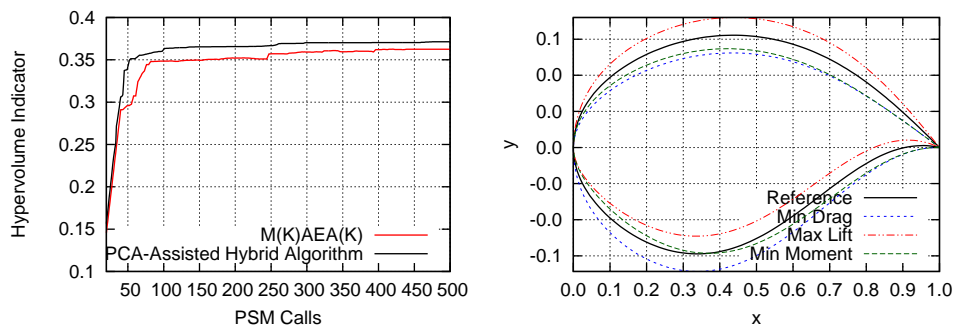 0.4
0.35
0.3
0.25
0.2
0.15
0.1
Hypervolume Indicator
M(K)AEA(K)
PCA-Assisted Hybrid Algorithm
50 100 150 200 250 300 350 400 450 500
PSM Calls
0.1
0.0
0.0
0.0
-0.0
-0.0
-0.1
y
Reference
Min Drag
Max Lift
Min Moment
0.0 0.1 0.2 0.3 0.4 0.5 0.6 0.7 0.8 0.9 1.0
x